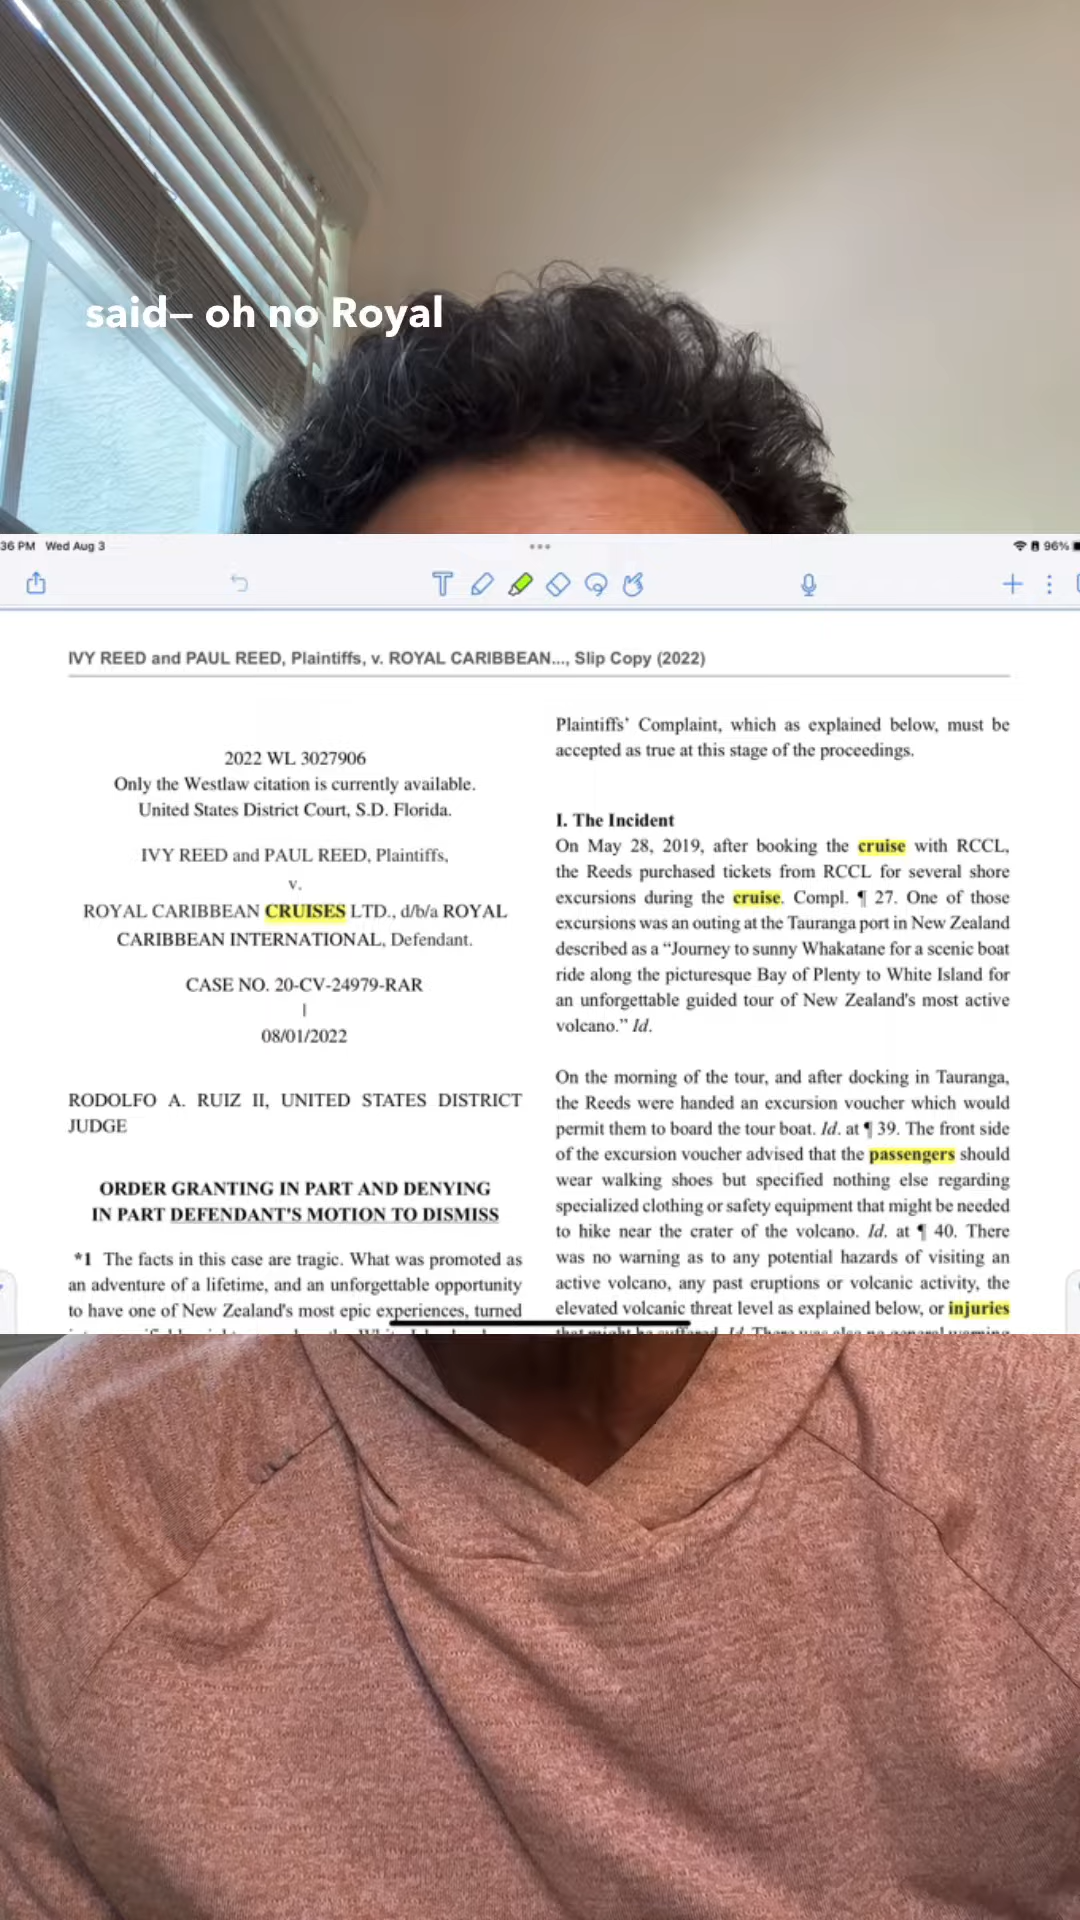 said– oh no Royal
36 PM Wed Aug 3
96%
IVY REED and PAUL REED, Plaintiffs, v. ROYAL CARIBBEAN..., Slip Copy (2022)
2022 WL 3027906
Only the Westlaw citation is currently available.
United States District Court, S.D. Florida.
IVY REED and PAUL REED, Plaintiffs,
v.
ROYAL CARIBBEAN CRUISES LTD., d/b/a ROYAL
CARIBBEAN INTERNATIONAL, Defendant.
CASE NO. 20-CV-24979-RAR
|
08/01/2022
RODOLFO A. RUIZ II, UNITED STATES DISTRICT
JUDGE
ORDER GRANTING IN PART AND DENYING
IN PART DEFENDANT'S MOTION TO DISMISS
*1 The facts in this case are tragic. What was promoted as
an adventure of a lifetime, and an unforgettable opportunity
to have one of New Zealand's most epic experiences, turned
Plaintiffs' Complaint, which as explained below, must be
accepted as true at this stage of the proceedings.
I. The Incident
On May 28, 2019, after booking the cruise with RCCL,
the Reeds purchased tickets from RCCL for several shore
excursions during the cruise. Compl. ¶ 27. One of those
excursions was an outing at the Tauranga port in New Zealand
described as a “Journey to sunny Whakatane for a scenic boat
ride along the picturesque Bay of Plenty to White Island for
an unforgettable guided tour of New Zealand's most active
volcano.” Id.
On the morning of the tour, and after docking in Tauranga,
the Reeds were handed an excursion voucher which would
permit them to board the tour boat. Id. at ¶ 39. The front side
of the excursion voucher advised that the passengers should
wear walking shoes but specified nothing else regarding
specialized clothing or safety equipment that might be needed
to hike near the crater of the volcano. Id. at ¶ 40. There
was no warning as to any potential hazards of visiting an
active volcano, any past eruptions or volcanic activity, the
elevated volcanic threat level as explained below, or injuries